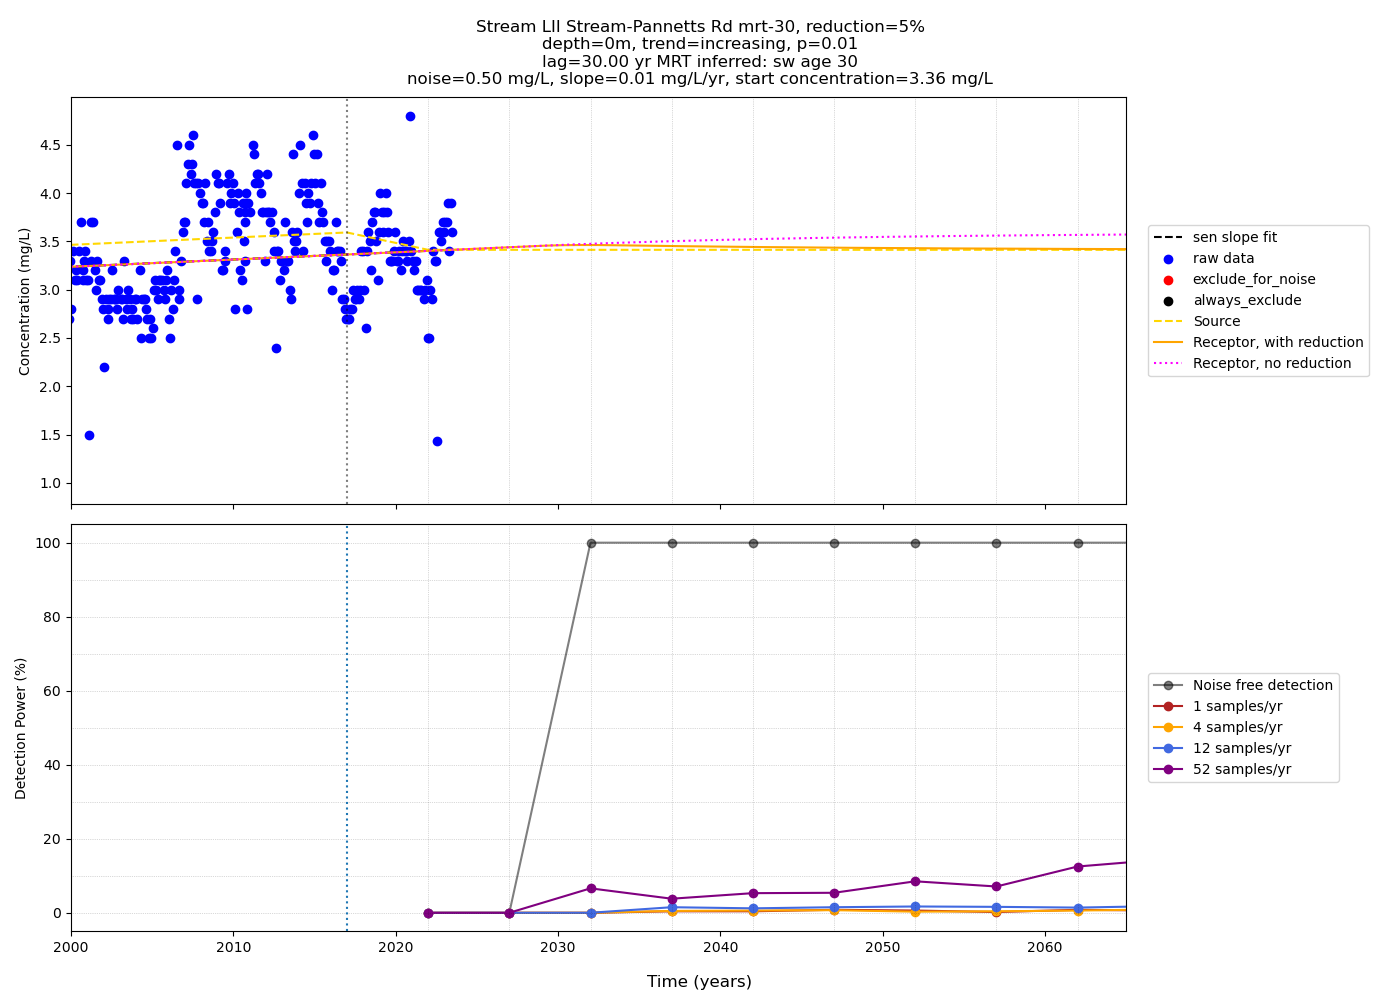 Stream LII Stream-Pannetts Rd mrt-30, reduction=5%
depth=0m, trend=increasing, p=0.01
lag=30.00 yr MRT inferred: sw age 30
noise=0.50 mg/L, slope=0.01 mg/L/yr, start concentration=3.36 mg/L
Concentration (mg/L)
4.5
4.0
3.5
3.0
2.5
2.0
1.5
1.0
sen slope fit
raw data
exclude_for_noise
always_exclude
Source
Receptor, with reduction
Receptor, no reduction
Detection Power (%)
100
80
60
40
20
0
2000
2010
2020
2030
2040
2050
2060
Time (years)
Noise free detection
1 samples/yr
4 samples/yr
12 samples/yr
52 samples/yr